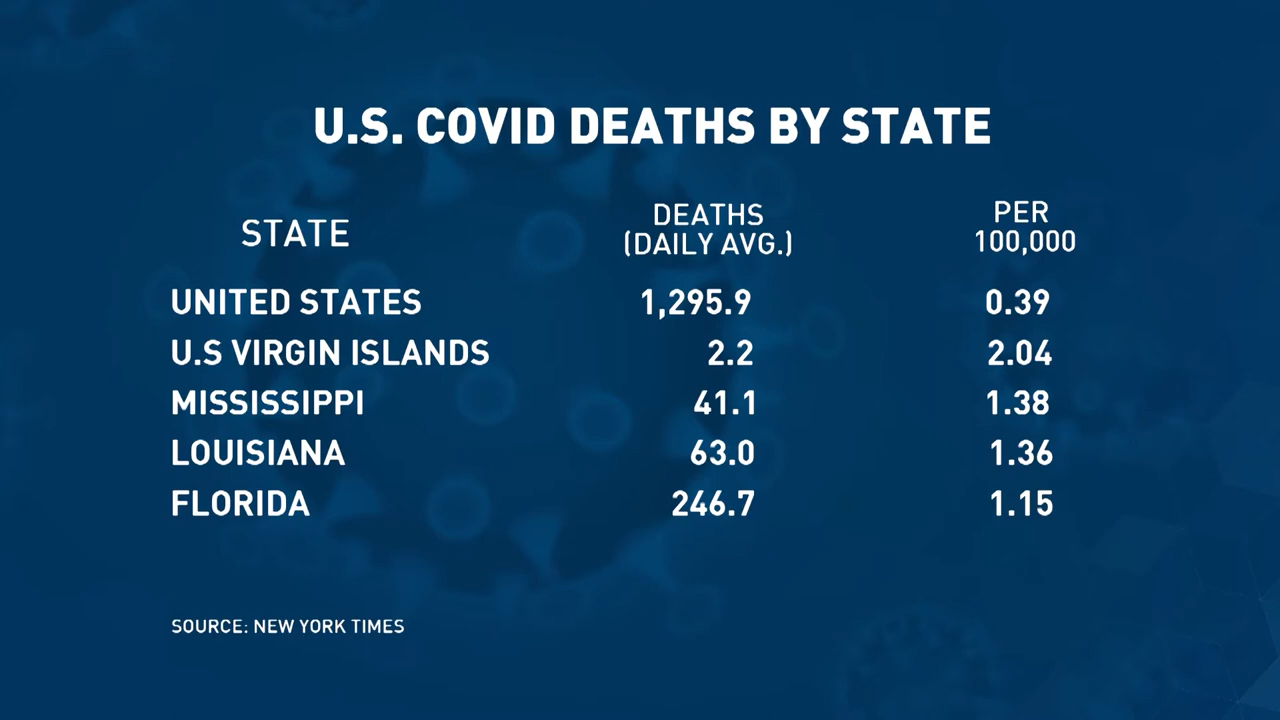 U.S. COVID DEATHS BY STATE
STATE DEATHS (DAILY AVG.) PER 100,000
UNITED STATES 1,295.9 0.39
U.S VIRGIN ISLANDS 2.2 2.04
MISSISSIPPI 41.1 1.38
LOUISIANA 63.0 1.36
FLORIDA 246.7 1.15
SOURCE: NEW YORK TIMES